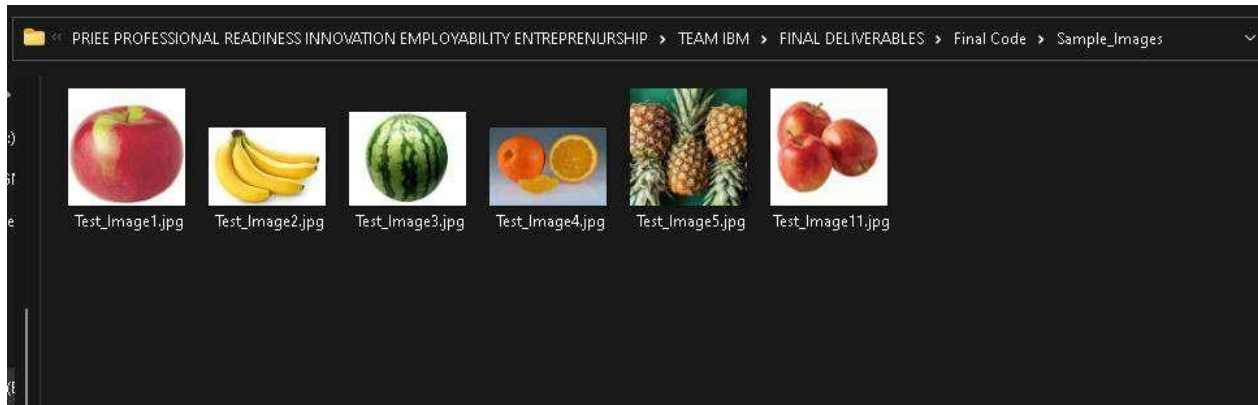 PRIEE PROFESSIONAL READINESS INNOVATION EMPLOYABILITY ENTREPRENURSHIP > TEAM IBM > FINAL DELIVERABLES > Final Code > Sample_Images
Test_Image1.jpg Test_Image2.jpg Test_Image3.jpg Test_Image4.jpg Test_Image5.jpg Test_Image11.jpg